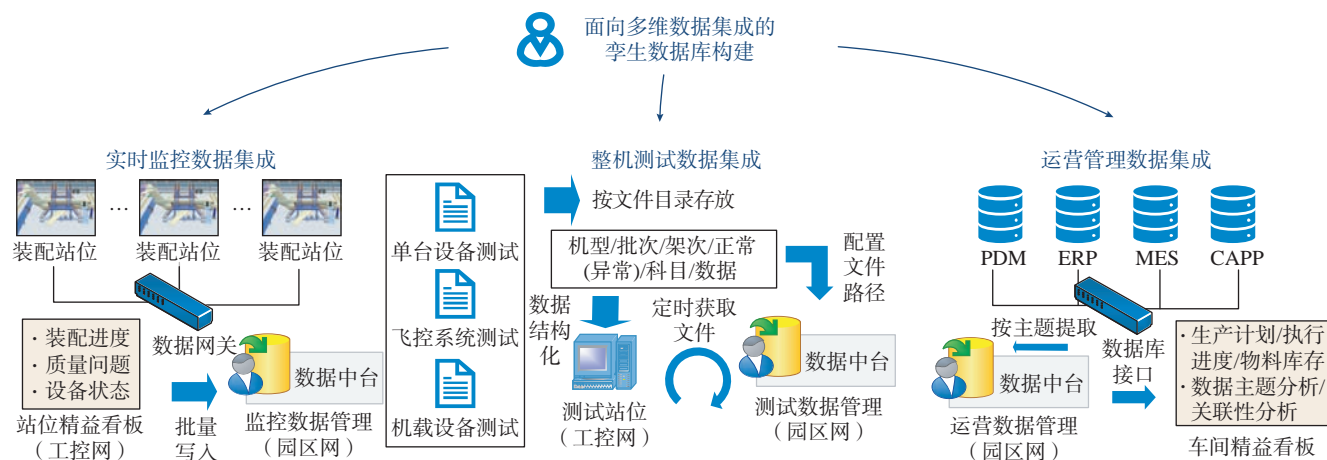 面向多维数据集成的
孪生数据库构建
实时监控数据集成
… …
装配站位 装配站位 装配站位
数据网关
·装配进度
·质量问题
·设备状态
站位精益看板
（工控网）
批量
写入
数据中台
监控数据管理
（园区网）
整机测试数据集成
单台设备测试
飞控系统测试
机载设备测试
按文件目录存放
机型/批次/架次/正常
(异常)/科目/数据
配置
文件
路径
数据
结构
化
定时获取
文件
测试站位
（工控网）
数据中台
测试数据管理
（园区网）
运营管理数据集成
PDM ERP MES CAPP
按主题提取
数据中台
运营数据管理
（园区网）
数据库
接口
·生产计划/执行
进度/物料库存
·数据主题分析/
关联性分析
车间精益看板